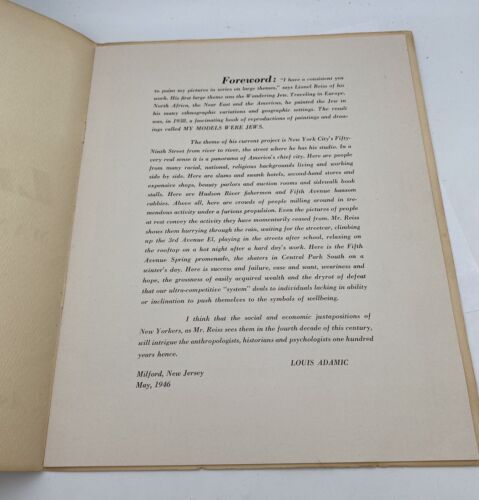 Foreword: "I have a consistent yen
to paint my pictures in series on large themes," says Lionel Reiss of his
work. His first large theme was the Wandering Jew. Traveling in Europe,
North Africa, the Near East and the Americas, he painted the Jew in
his many ethnographic variations and geographic settings. The result
was, in 1938, a fascinating book of reproductions of paintings and draw-
ings called MY MODELS WERE JEWS.
The theme of his current project is New York City's Fifty-
Ninth Street from river to river, the street where he has his studio. In a
very real sense it is a panorama of America's chief city. Here are people
from many racial, national, religious backgrounds living and working
side by side. Here are slums and swank hotels, second-hand stores and
expensive shops, beauty parlors and auction rooms and sidewalk book
stalls. Here are Hudson River fishermen and Fifth Avenue hansom
cabbies. Above all, here are crowds of people milling around in tre-
mendous activity under a furious propulsion. Even the pictures of people
at rest convey the activity they have momentarily ceased from. Mr. Reiss
shows them hurrying through the rain, waiting for the streetcar, climbing
up the 3rd Avenue El, playing in the streets after school, relaxing on
the rooftop on a hot night after a hard day's work. Here is the Fifth
Avenue Spring promenade, the skaters in Central Park South on a
winter's day. Here is success and failure, ease and want, weariness and
hope, the grossness of easily acquired wealth and the dryrot of defeat
that our ultra-competitive "system" deals to individuals lacking in ability
or inclination to push themselves to the symbols of wellbeing.
I think that the social and economic juxtapositions of
New Yorkers, as Mr. Reiss sees them in the fourth decade of this century,
will intrigue the anthropologists, historians and psychologists one hundred
years hence.
LOUIS ADAMIC
Milford, New Jersey
May, 1946